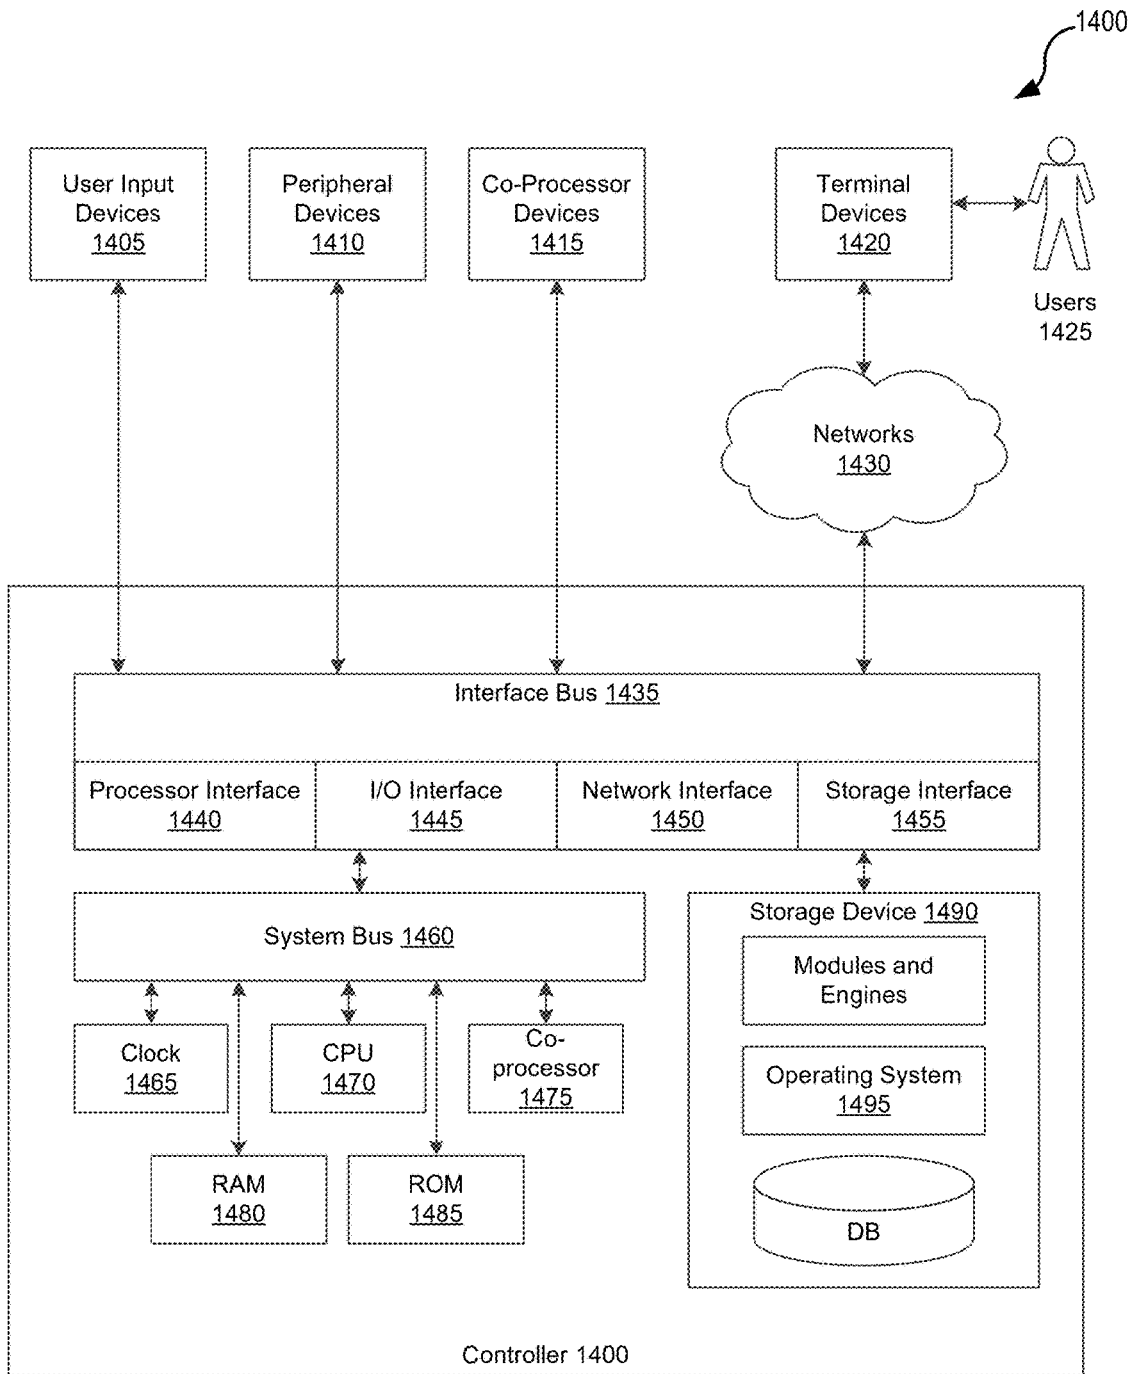 1400
User Input
Devices
1405
Peripheral
Devices
1410
Co-Processor
Devices
1415
Terminal
Devices
1420
Users
1425
Networks
1430
Interface Bus 1435
Processor Interface
1440
I/O Interface
1445
Network Interface
1450
Storage Interface
1455
System Bus 1460
Storage Device 1490
Modules and
Engines
Clock
1465
CPU
1470
Co-
processor
1475
Operating System
1495
RAM
1480
ROM
1485
DB
Controller 1400